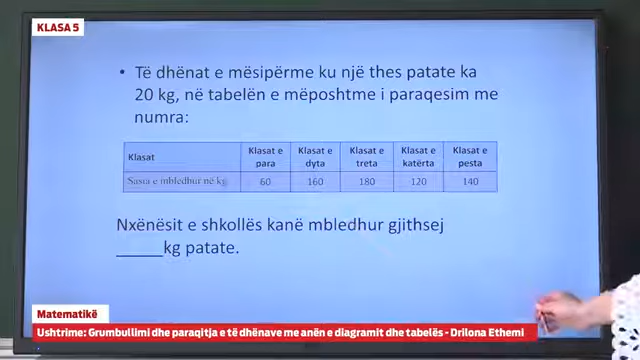 KLASA 5
• Të dhënat e mësipërme ku një thes patate ka
20 kg, në tabelën e mëposhtme i paraqesim me
numra:
Klasat Klasat e para Klasat e dyta Klasat e treta Klasat e katërta Klasat e pesta
Sasia e mbledhur në kg 60 160 180 120 140
Nxënësit e shkollës kanë mbledhur gjithsej
_____kg patate.
Matematikë
Ushtrime: Grumbullimi dhe paraqitja e të dhënave me anën e diagramit dhe tabelës - Drilona Ethemi